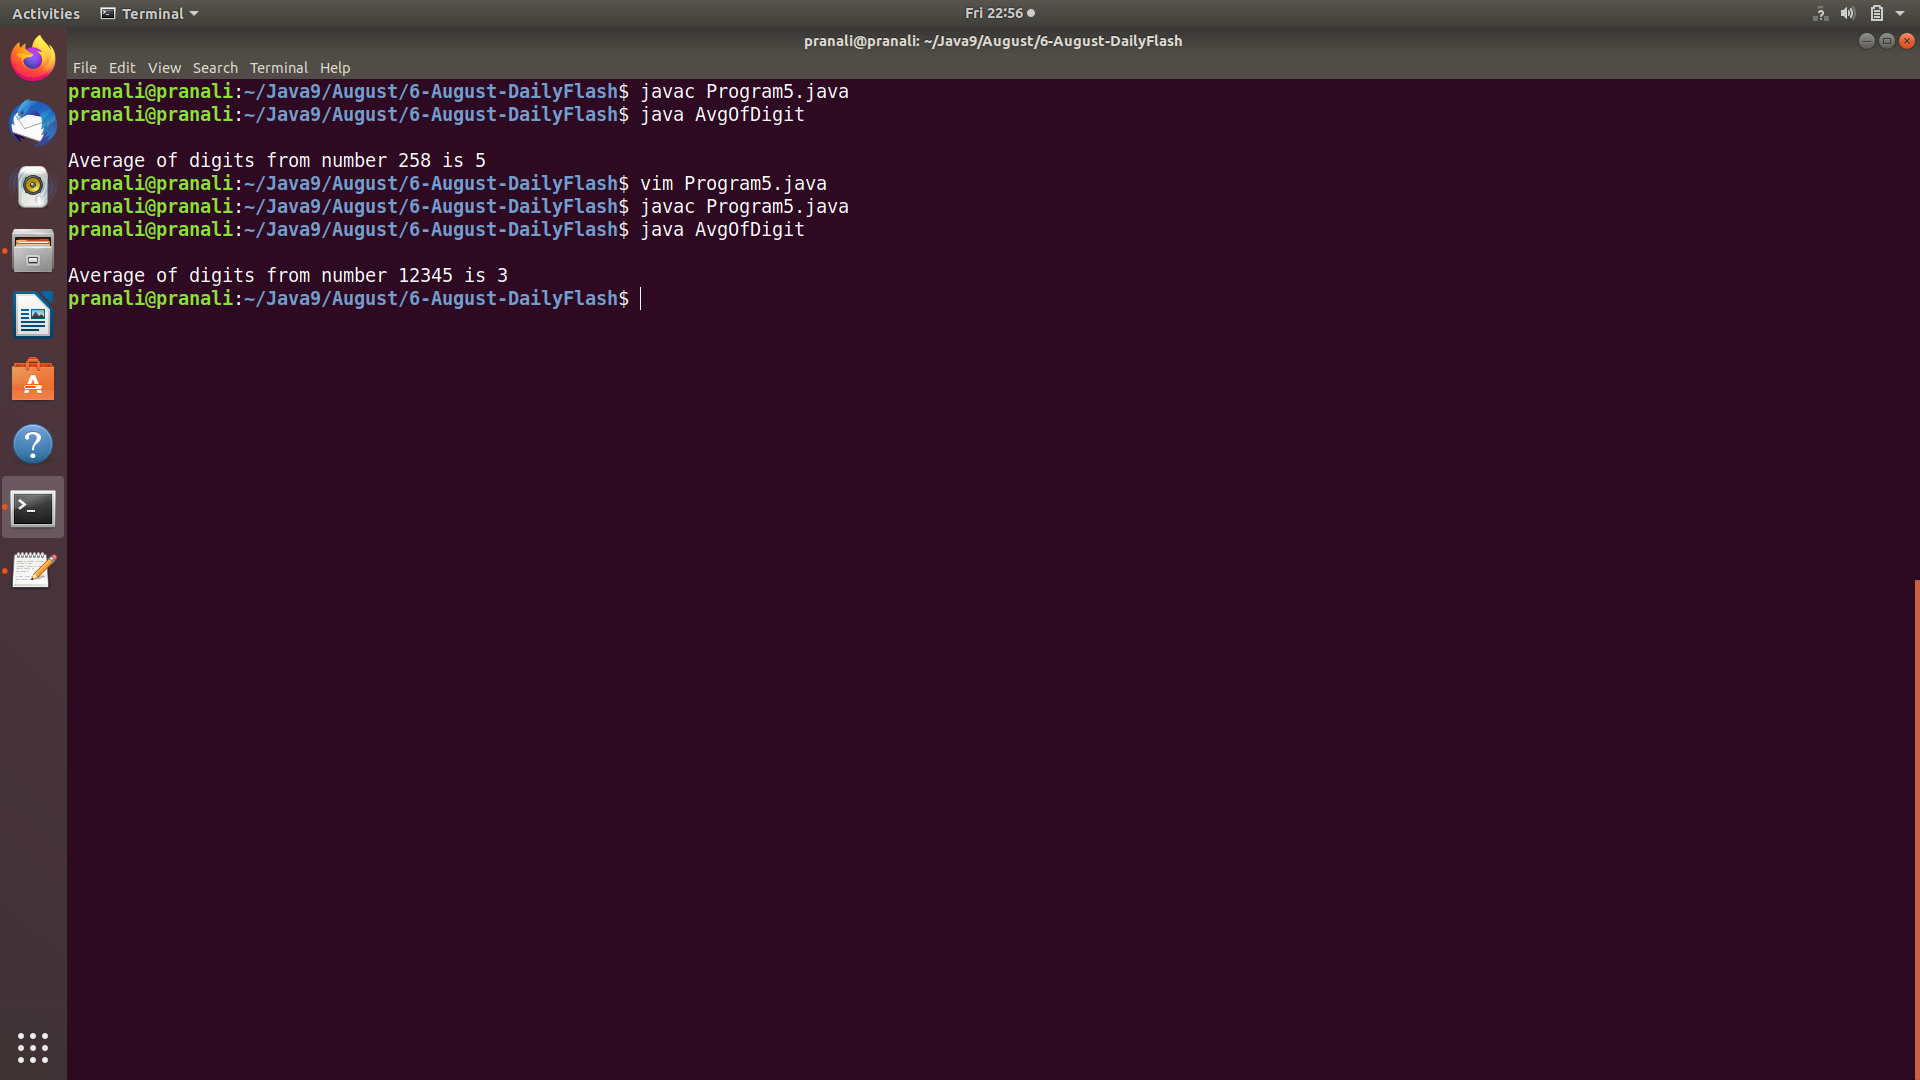 Activities Terminal Fri 22:56
pranali@pranali: ~/Java9/August/6-August-DailyFlash
File Edit View Search Terminal Help
pranali@pranali:~/Java9/August/6-August-DailyFlash$ javac Program5.java
pranali@pranali:~/Java9/August/6-August-DailyFlash$ java AvgOfDigit
Average of digits from number 258 is 5
pranali@pranali:~/Java9/August/6-August-DailyFlash$ vim Program5.java
pranali@pranali:~/Java9/August/6-August-DailyFlash$ javac Program5.java
pranali@pranali:~/Java9/August/6-August-DailyFlash$ java AvgOfDigit
Average of digits from number 12345 is 3
pranali@pranali:~/Java9/August/6-August-DailyFlash$